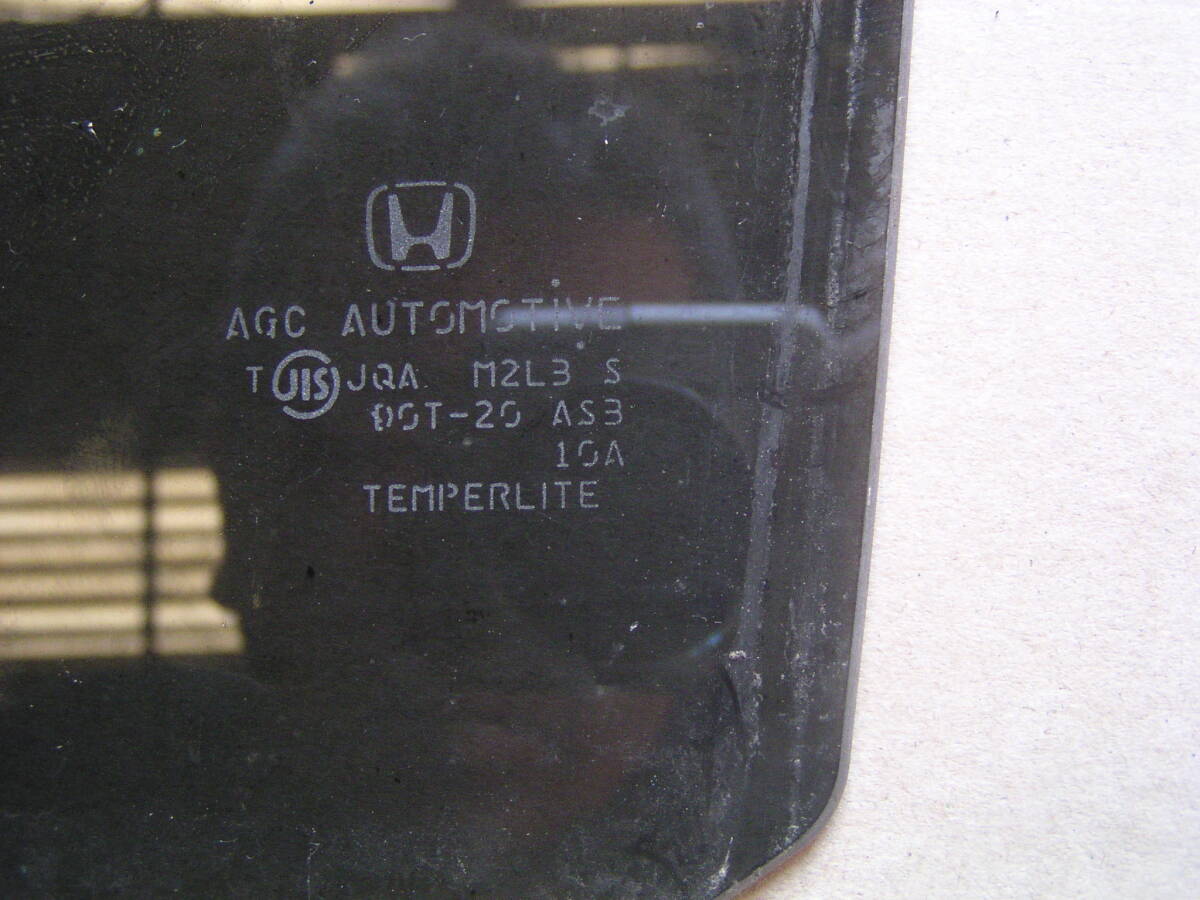 AGC AUTOMOTIVE
T JIS JQA M2L3 S
DOT-20 AS3
10A
TEMPERLITE